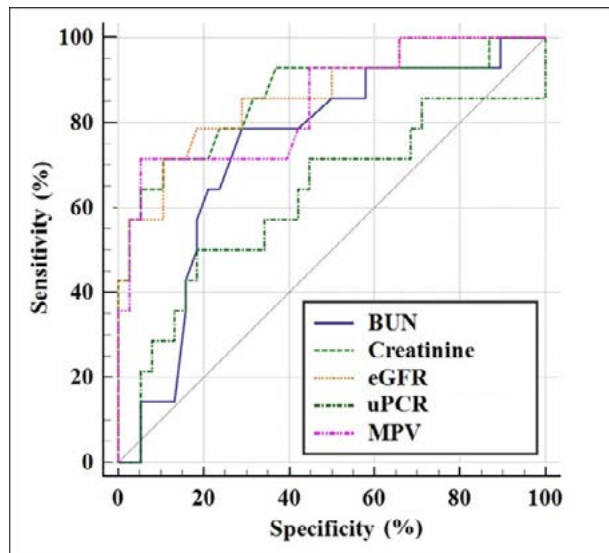 100
80
60
40
20
0
Sensitivity (%)
BUN
Creatinine
eGFR
uPCR
MPV
0 20 40 60 80 100
Specificity (%)